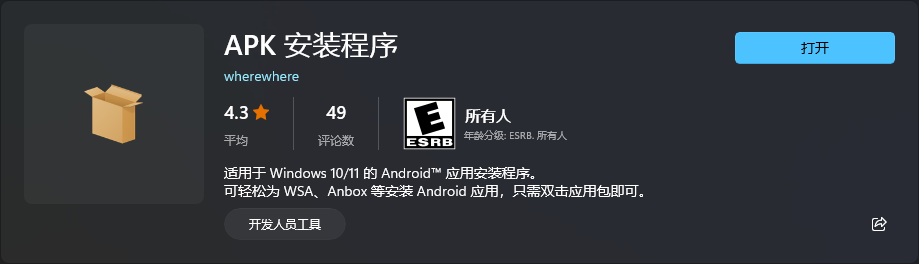 APK 安装程序
打开
wherewhere
4.3
49
平均
评论数
E
ESRB
所有人
年龄分级: ESRB. 所有人
适用于 Windows 10/11 的 Android™ 应用安装程序。
可轻松为 WSA、Anbox 等安装 Android 应用，只需双击应用包即可。
开发人员工具